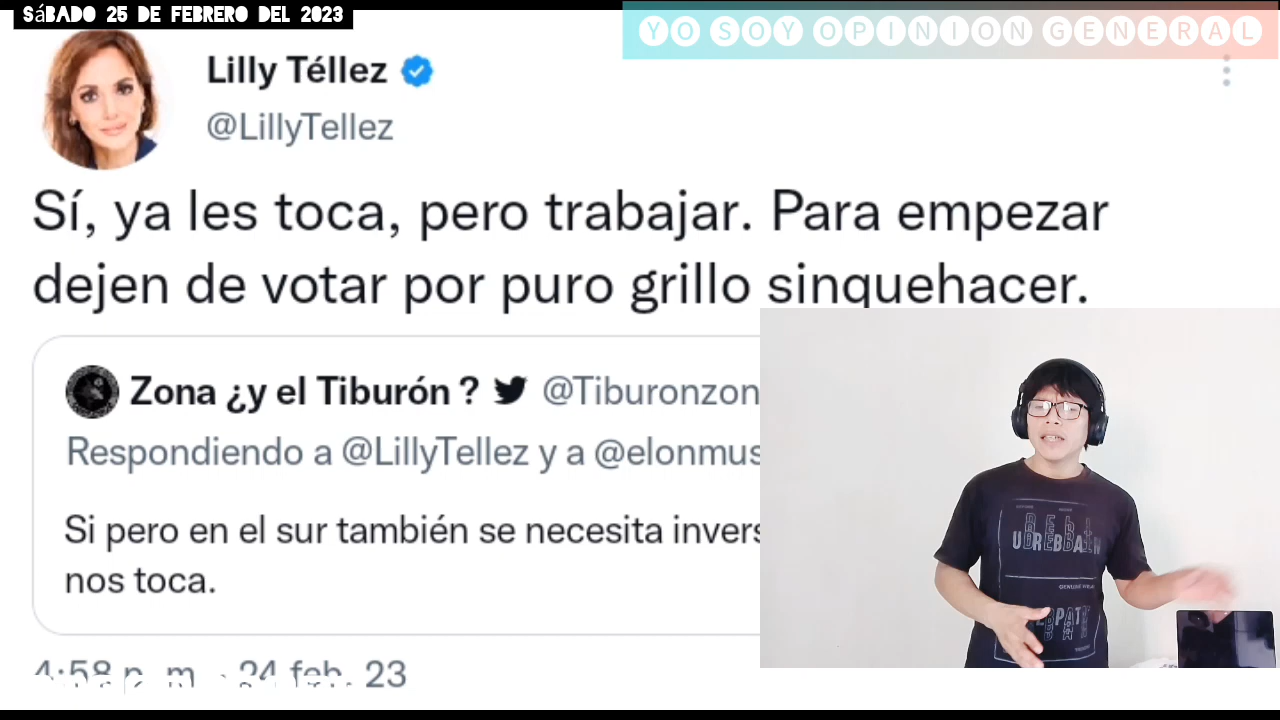 SÁBADO 25 DE FEBRERO DEL 2023
YO SOY OPINION GENERAL
Lilly Téllez
@LillyTellez
Sí, ya les toca, pero trabajar. Para empezar
dejen de votar por puro grillo sinquehacer.
Zona ¿y el Tiburón ?
@Tiburonzon
Respondiendo a @LillyTellez y a @elonmus
Si pero en el sur también se necesita invers
nos toca.
4:58 p. m. 24 feb. 23
GENUINE